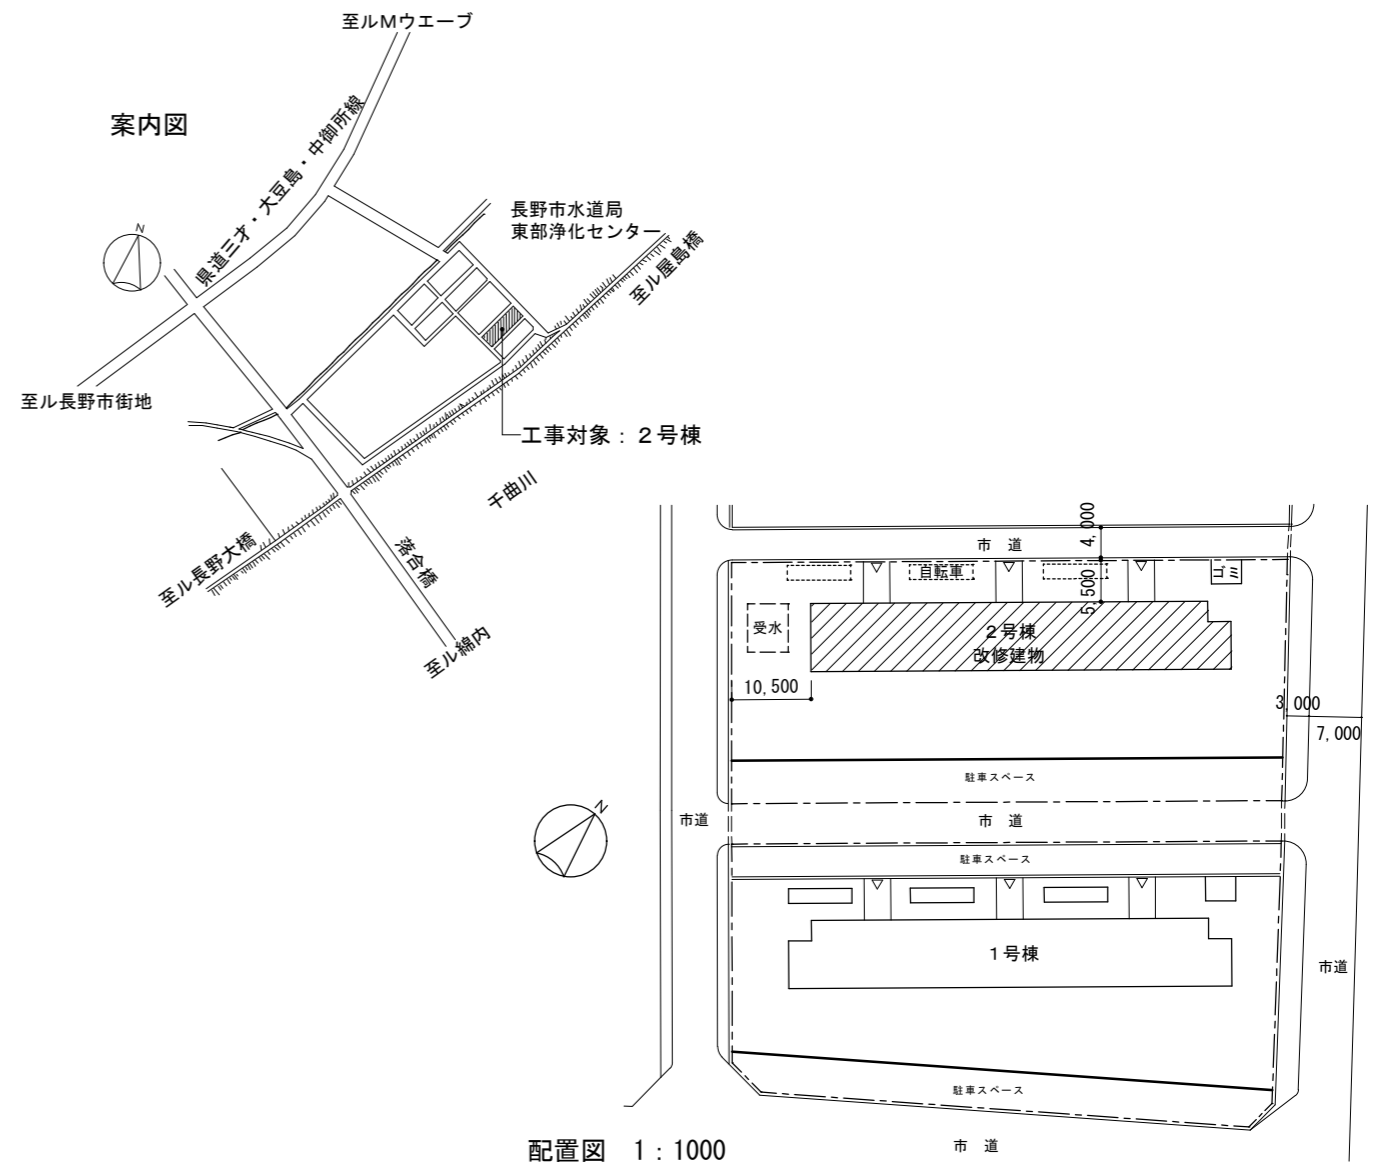 至ルMウエーブ
案内図
県道三才・大豆島・中御所線
N
長野市水道局
東部浄化センター
至ル屋島橋
至ル長野市街地
工事対象：２号棟
千曲川
至ル長野大橋
落合橋
至ル綿内
4,000
市　道
自転車
ゴミ
5,500
受水
２号棟
改修建物
10,500
3,000
7,000
駐車スペース
市道
市　道
N
駐車スペース
１号棟
市道
駐車スペース
配置図　1：1000
市　道